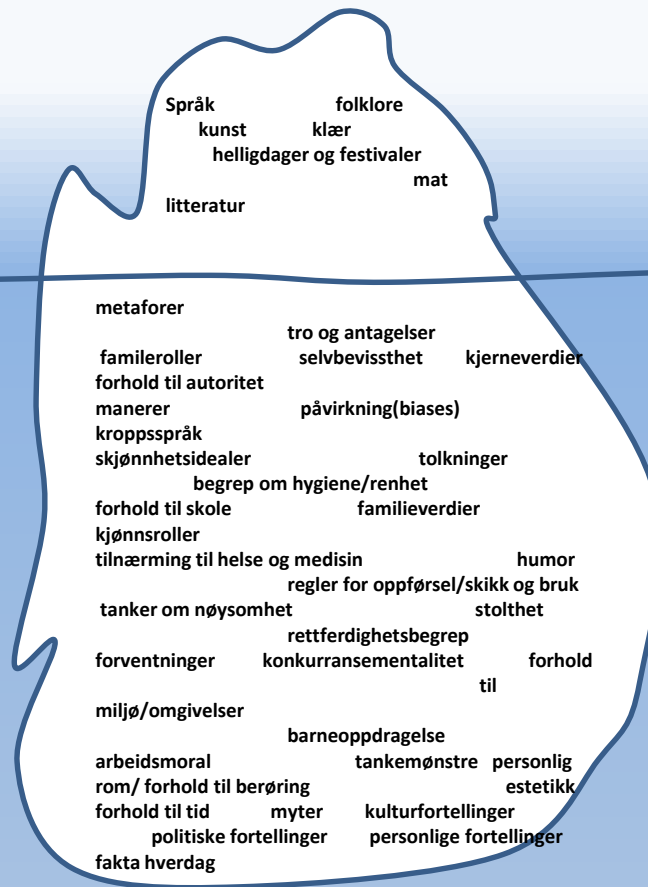 Språk folklore
kunst klær
helligdager og festivaler
mat
litteratur
metaforer
tro og antagelser
famileroller selvbevissthet kjerneverdier
forhold til autoritet
manerer påvirkning(biases)
kroppsspråk
skjønnhetsidealer tolkninger
begrep om hygiene/renhet
forhold til skole familieverdier
kjønnsroller
tilnærming til helse og medisin humor
regler for oppførsel/skikk og bruk
tanker om nøysomhet stolthet
rettferdighetsbegrep
forventninger konkurransementalitet forhold
til
miljø/omgivelser
barneoppdragelse
arbeidsmoral tankemønstre personlig
rom/ forhold til berøring estetikk
forhold til tid myter kulturfortellinger
politiske fortellinger personlige fortellinger
fakta hverdag